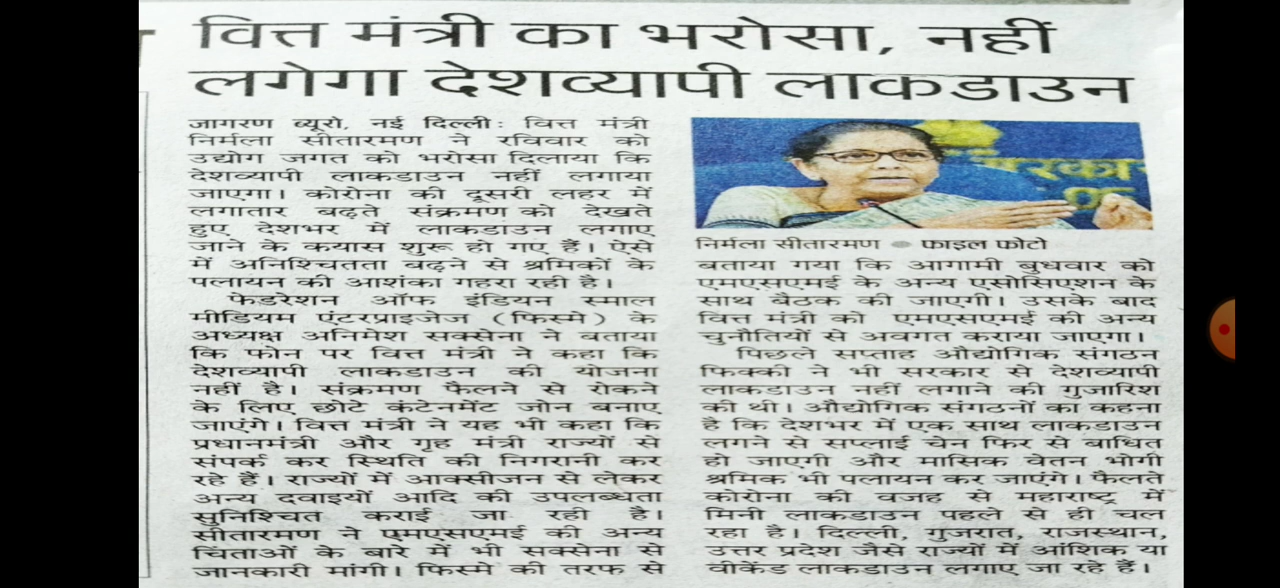 वित्त मंत्री का भरोसा, नहीं
लगेगा देशव्यापी लाकडाउन
जागरण ब्यूरो, नई दिल्ली: वित्त मंत्री
निर्मला सीतारमण ने रविवार को
उद्योग जगत को भरोसा दिलाया कि
देशव्यापी लाकडाउन नहीं लगाया
जाएगा। कोरोना की दूसरी लहर में
लगातार बढ़ते संक्रमण को देखते
हुए देशभर में लाकडाउन लगाए
जाने के कयास शुरू हो गए हैं। ऐसे
में अनिश्चितता बढ़ने से श्रमिकों के
पलायन की आशंका गहरा रही है।
फेडरेशन ऑफ इंडियन स्माल
मीडियम एंटरप्राइजेज (फिस्मे) के
अध्यक्ष अनिमेश सक्सेना ने बताया
कि फोन पर वित्त मंत्री ने कहा कि
देशव्यापी लाकडाउन की योजना
नहीं है। संक्रमण फैलने से रोकने
के लिए छोटे कंटेनमेंट जोन बनाए
जाएंगे। वित्त मंत्री ने यह भी कहा कि
प्रधानमंत्री और गृह मंत्री राज्यों से
संपर्क कर स्थिति की निगरानी कर
रहे हैं। राज्यों में आक्सीजन से लेकर
अन्य दवाइयों आदि की उपलब्धता
सुनिश्चित कराई जा रही है।
सीतारमण ने एमएसएमई की अन्य
चिंताओं के बारे में भी सक्सेना से
जानकारी मांगी। फिस्मे की तरफ से
सरकार
निर्मला सीतारमण ● फाइल फोटो
बताया गया कि आगामी बुधवार को
एमएसएमई के अन्य एसोसिएशन के
साथ बैठक की जाएगी। उसके बाद
वित्त मंत्री को एमएसएमई की अन्य
चुनौतियों से अवगत कराया जाएगा।
पिछले सप्ताह औद्योगिक संगठन
फिक्की ने भी सरकार से देशव्यापी
लाकडाउन नहीं लगाने की गुजारिश
की थी। औद्योगिक संगठनों का कहना
है कि देशभर में एक साथ लाकडाउन
लगने से सप्लाई चेन फिर से बाधित
हो जाएगी और मासिक वेतन भोगी
श्रमिक भी पलायन कर जाएंगे। फैलते
कोरोना की वजह से महाराष्ट्र में
मिनी लाकडाउन पहले से ही चल
रहा है। दिल्ली, गुजरात, राजस्थान,
उत्तर प्रदेश जैसे राज्यों में आंशिक या
वीकेंड लाकडाउन लगाए जा रहे हैं।